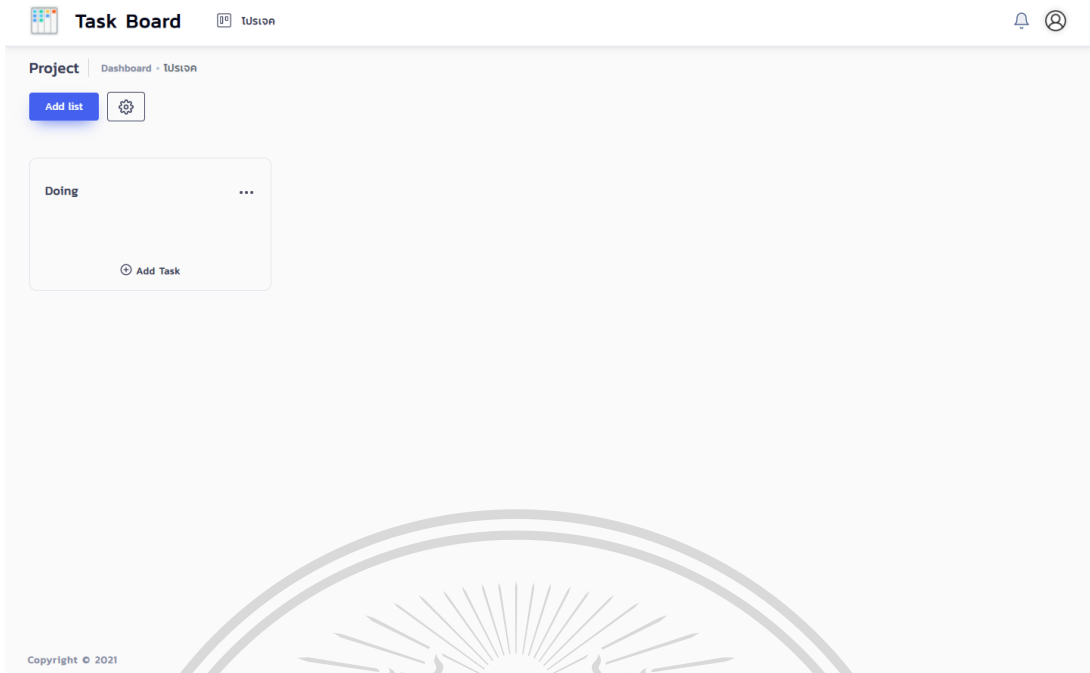 Task Board โปรเจค
Project Dashboard • โปรเจค
Add list
Doing ...
Add Task
Copyright © 2021